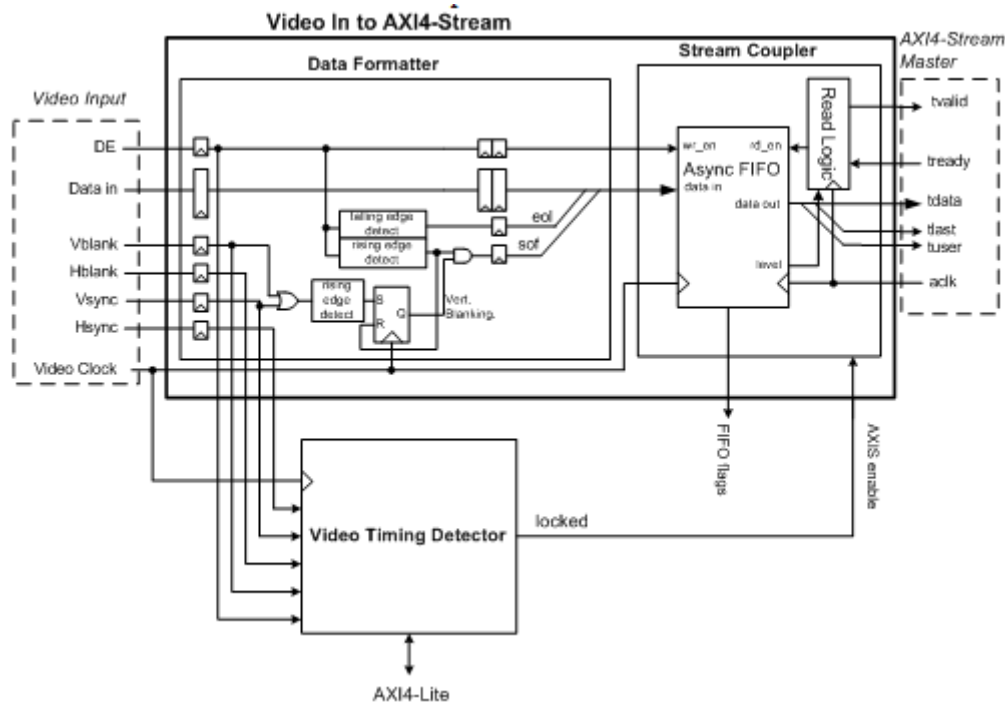 Video In to AXI4-Stream
Stream Coupler
AXI4-Stream
Master
Data Formatter
Video Input
Read Logic
tvalid
DE
wr_en
rd_en
tready
Async FIFO
Data in
data in
data out
tdata
falling edge
detect
eol
tlast
rising edge
detect
sof
tuser
Vblank
level
Hblank
aclk
Vsync
rising
edge
detect
S
Q
R
Vert.
Blanking.
Hsync
Video Clock
FIFO flags
AXIS enable
locked
Video Timing Detector
AXI4-Lite